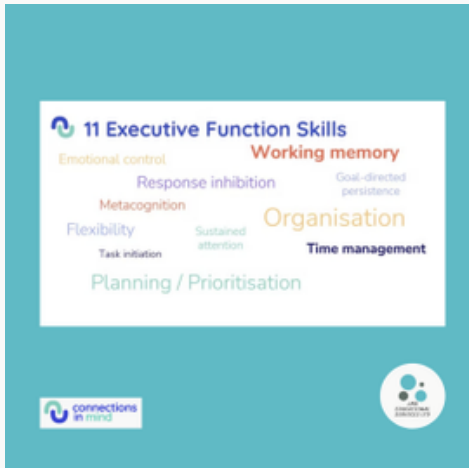 11 Executive Function Skills
Working memory
Emotional control
Response inhibition
Goal-directed
persistence
Metacognition
Organisation
Flexibility
Sustained
attention
Time management
Task initiation
Planning / Prioritisation
connections
in mind